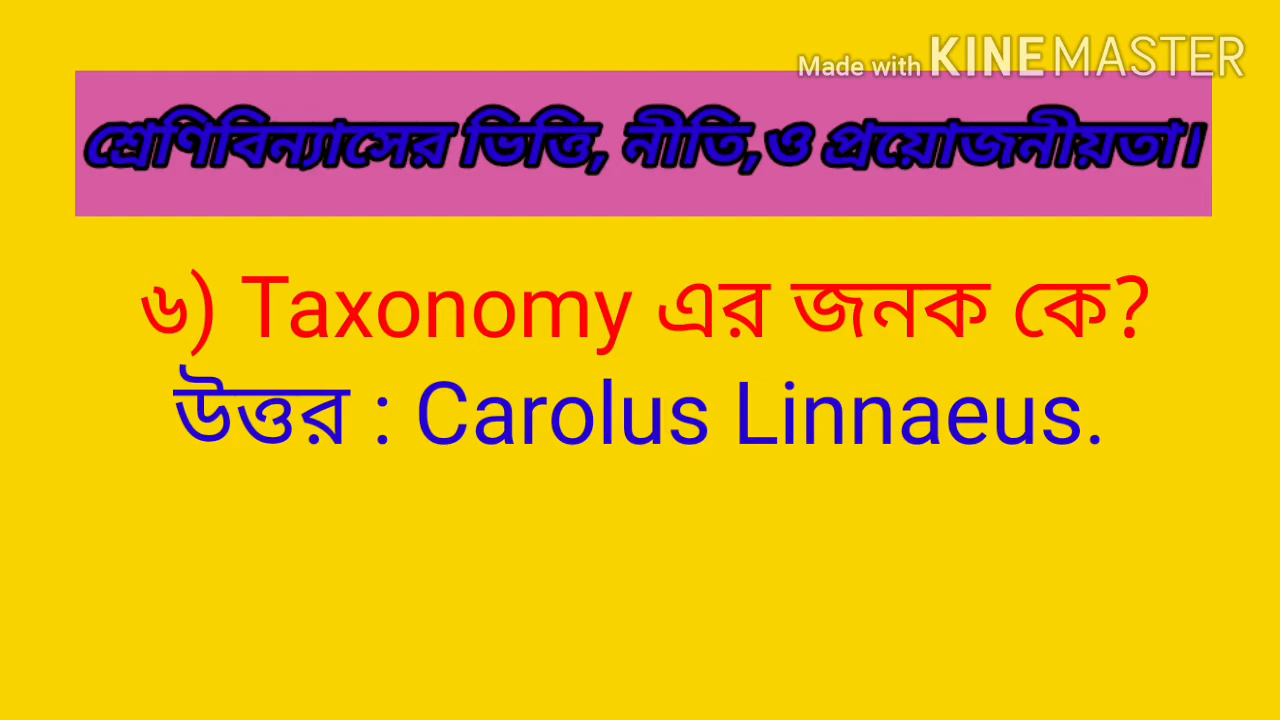 Made with KINEMASTER
শ্রেণিবিন্যাসের ভিত্তি, নীতি,ও প্রয়োজনীয়তা।
৬) Taxonomy এর জনক কে?
উত্তর : Carolus Linnaeus.